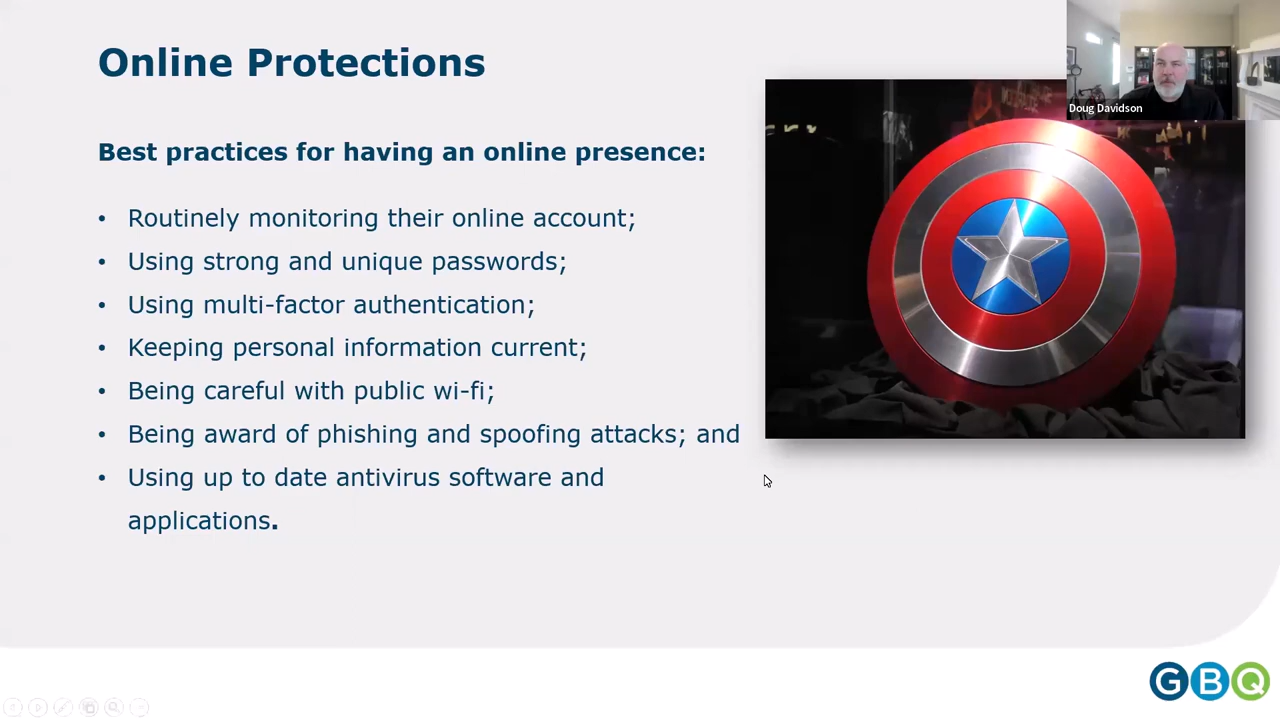 Online Protections
Doug Davidson
Best practices for having an online presence:
• Routinely monitoring their online account;
• Using strong and unique passwords;
• Using multi-factor authentication;
• Keeping personal information current;
• Being careful with public wi-fi;
• Being award of phishing and spoofing attacks; and
• Using up to date antivirus software and
applications.
GBQ